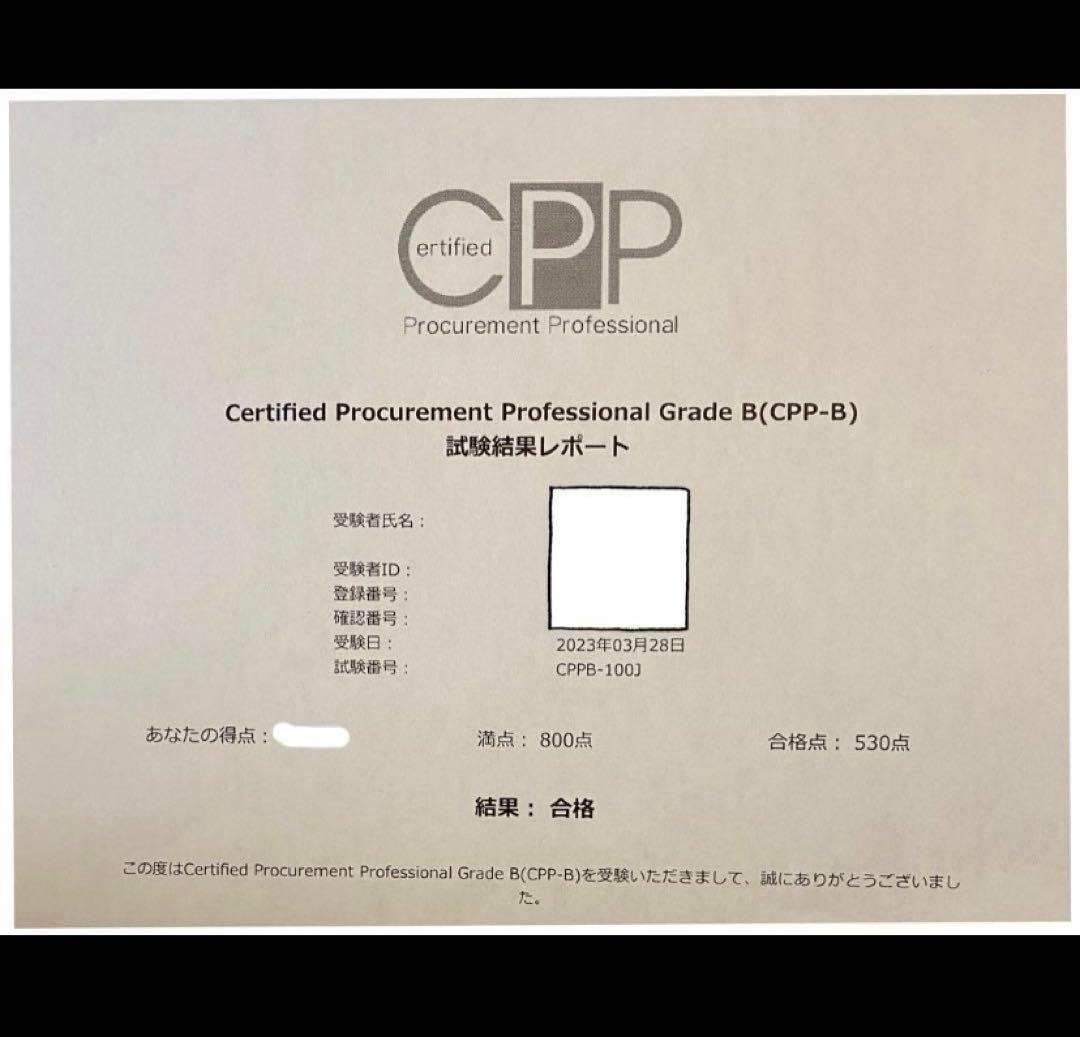 Certified
CPP
Procurement Professional
Certified Procurement Professional Grade B(CPP-B)
試験結果レポート
受験者氏名：
受験者ID：
登録番号：
確認番号：
受験日： 2023年03月28日
試験番号： CPPB-100J
あなたの得点： 満点： 800点 合格点： 530点
結果： 合格
この度はCertified Procurement Professional Grade B(CPP-B)を受験いただきまして、誠にありがとうございまし
た。